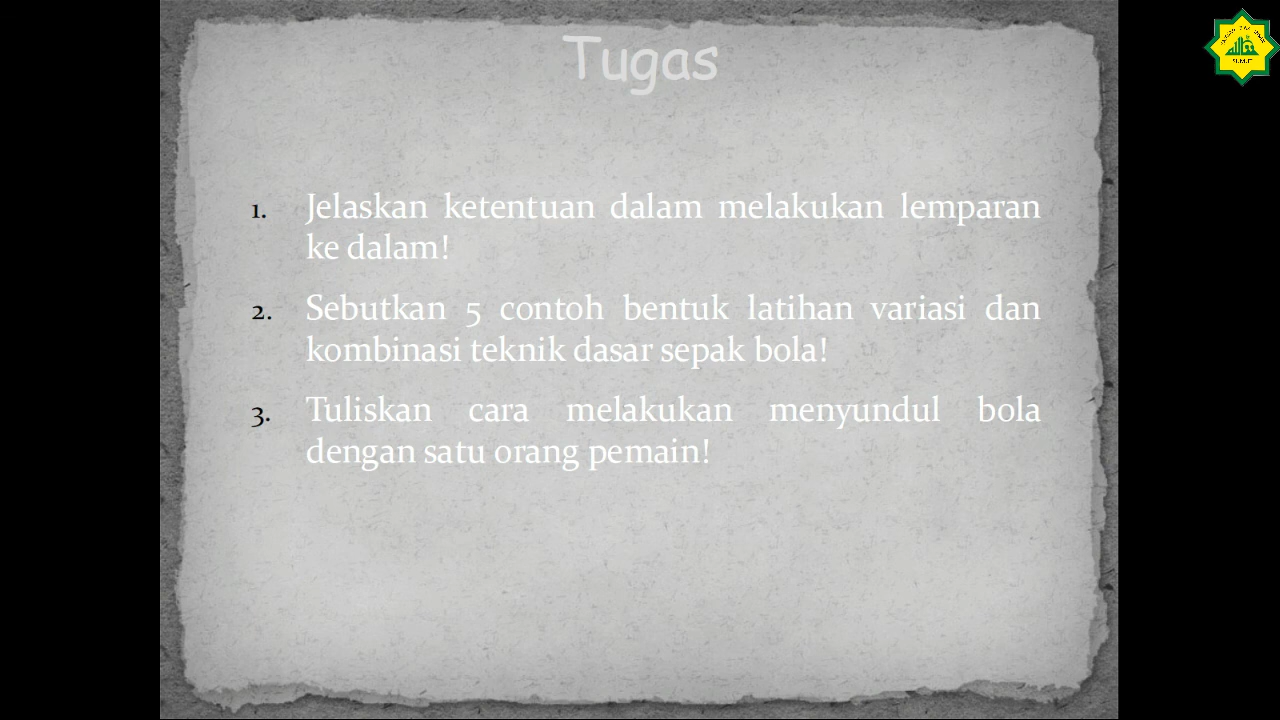 Tugas
1. Jelaskan ketentuan dalam melakukan lemparan
ke dalam!
2. Sebutkan 5 contoh bentuk latihan variasi dan
kombinasi teknik dasar sepak bola!
3. Tuliskan cara melakukan menyundul bola
dengan satu orang pemain!